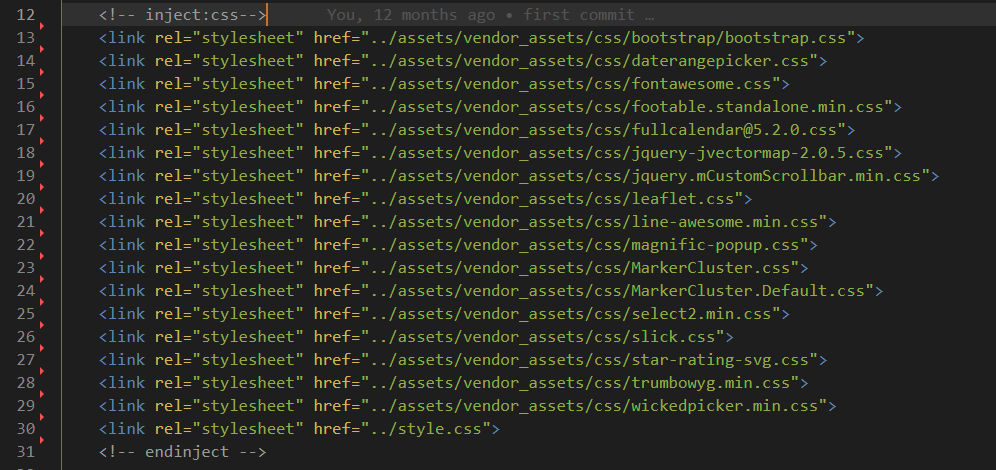 12 <!-- inject:css--> You, 12 months ago • first commit …
13 <link rel="stylesheet" href="../assets/vendor_assets/css/bootstrap/bootstrap.css">
14 <link rel="stylesheet" href="../assets/vendor_assets/css/daterangepicker.css">
15 <link rel="stylesheet" href="../assets/vendor_assets/css/fontawesome.css">
16 <link rel="stylesheet" href="../assets/vendor_assets/css/footable.standalone.min.css">
17 <link rel="stylesheet" href="../assets/vendor_assets/css/fullcalendar@5.2.0.css">
18 <link rel="stylesheet" href="../assets/vendor_assets/css/jquery-jvectormap-2.0.5.css">
19 <link rel="stylesheet" href="../assets/vendor_assets/css/jquery.mCustomScrollbar.min.css">
20 <link rel="stylesheet" href="../assets/vendor_assets/css/leaflet.css">
21 <link rel="stylesheet" href="../assets/vendor_assets/css/line-awesome.min.css">
22 <link rel="stylesheet" href="../assets/vendor_assets/css/magnific-popup.css">
23 <link rel="stylesheet" href="../assets/vendor_assets/css/MarkerCluster.css">
24 <link rel="stylesheet" href="../assets/vendor_assets/css/MarkerCluster.Default.css">
25 <link rel="stylesheet" href="../assets/vendor_assets/css/select2.min.css">
26 <link rel="stylesheet" href="../assets/vendor_assets/css/slick.css">
27 <link rel="stylesheet" href="../assets/vendor_assets/css/star-rating-svg.css">
28 <link rel="stylesheet" href="../assets/vendor_assets/css/trumbowyg.min.css">
29 <link rel="stylesheet" href="../assets/vendor_assets/css/wickedpicker.min.css">
30 <link rel="stylesheet" href="../style.css">
31 <!-- endinject -->